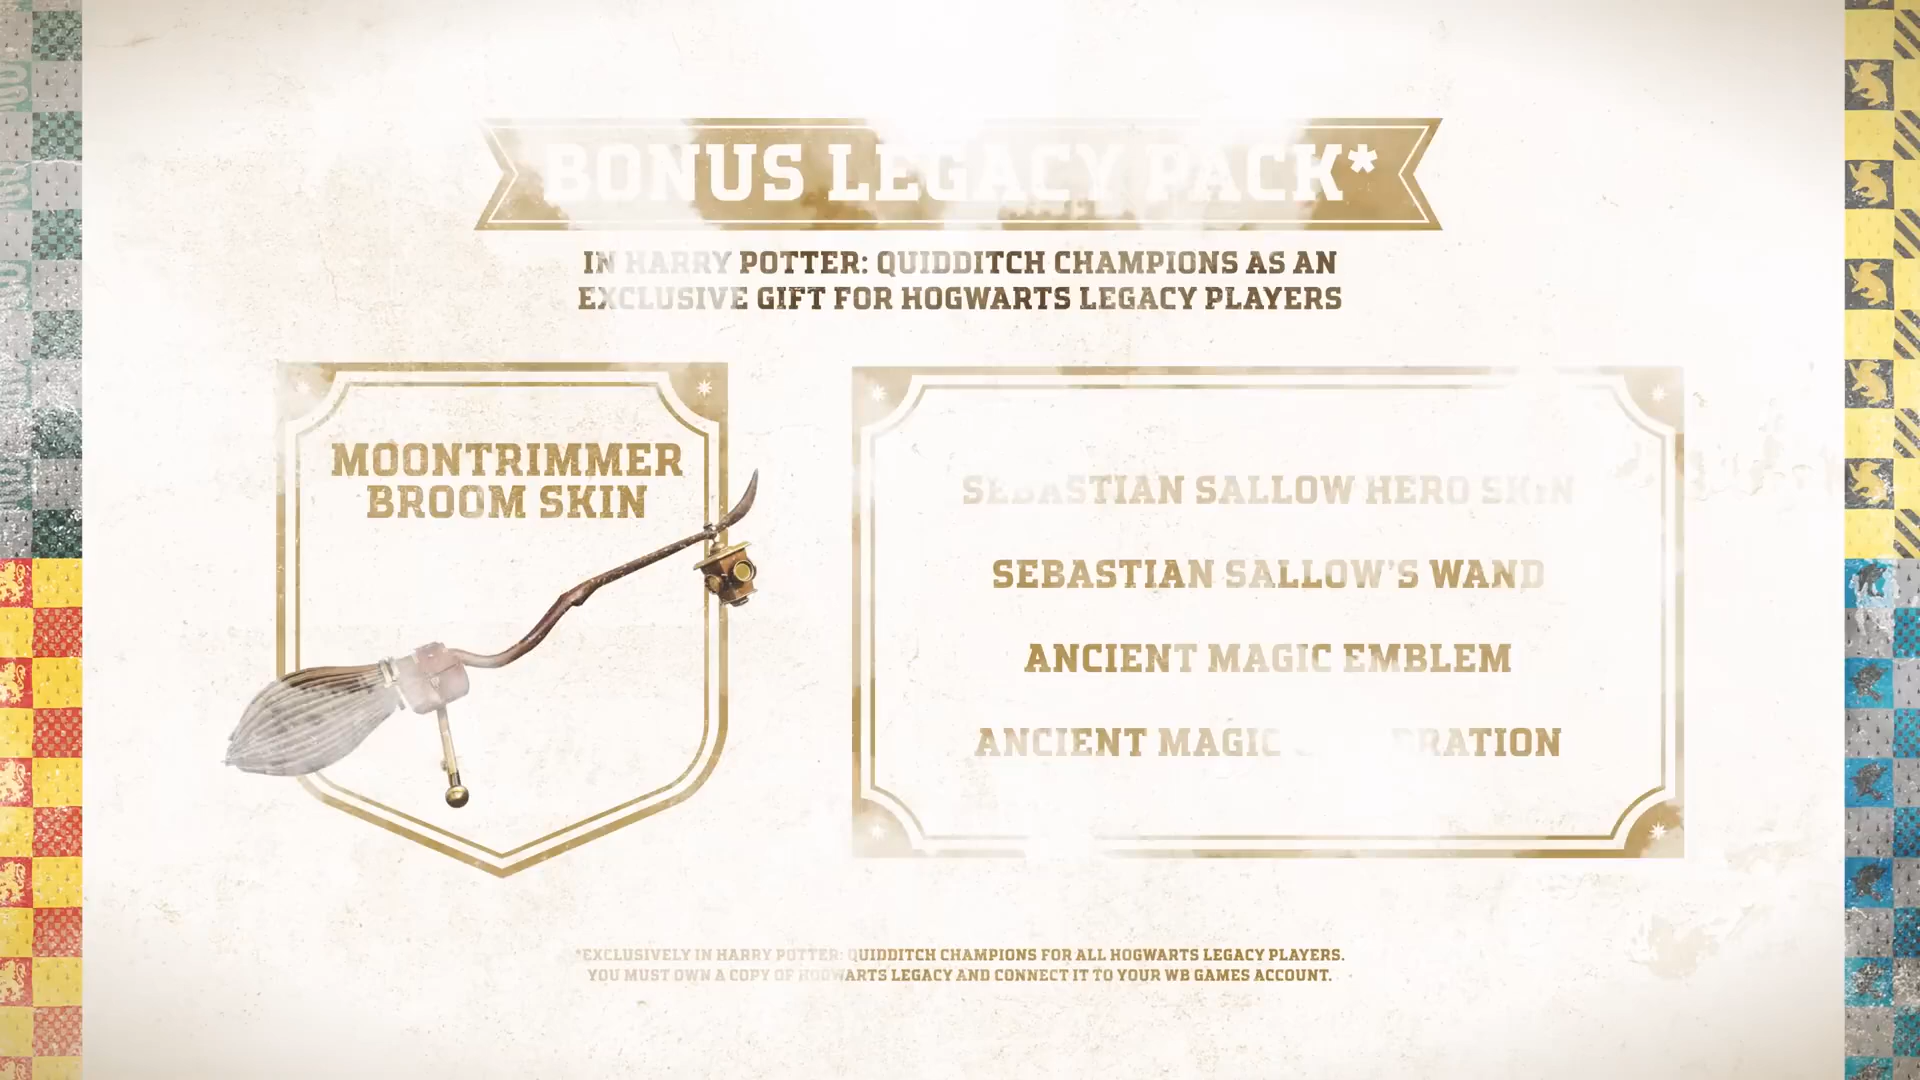 BONUS LEGACY PACK*
IN HARRY POTTER: QUIDDITCH CHAMPIONS AS AN
EXCLUSIVE GIFT FOR HOGWARTS LEGACY PLAYERS
MOONTRIMMER
BROOM SKIN
SEBASTIAN SALLOW HERO SKIN
SEBASTIAN SALLOW'S WAND
ANCIENT MAGIC EMBLEM
ANCIENT MAGIC
*EXCLUSIVELY IN HARRY POTTER: QUIDDITCH CHAMPIONS FOR ALL HOGWARTS LEGACY PLAYERS.
YOU MUST OWN A COPY OF HOGWARTS LEGACY AND CONNECT IT TO YOUR WB GAMES ACCOUNT.